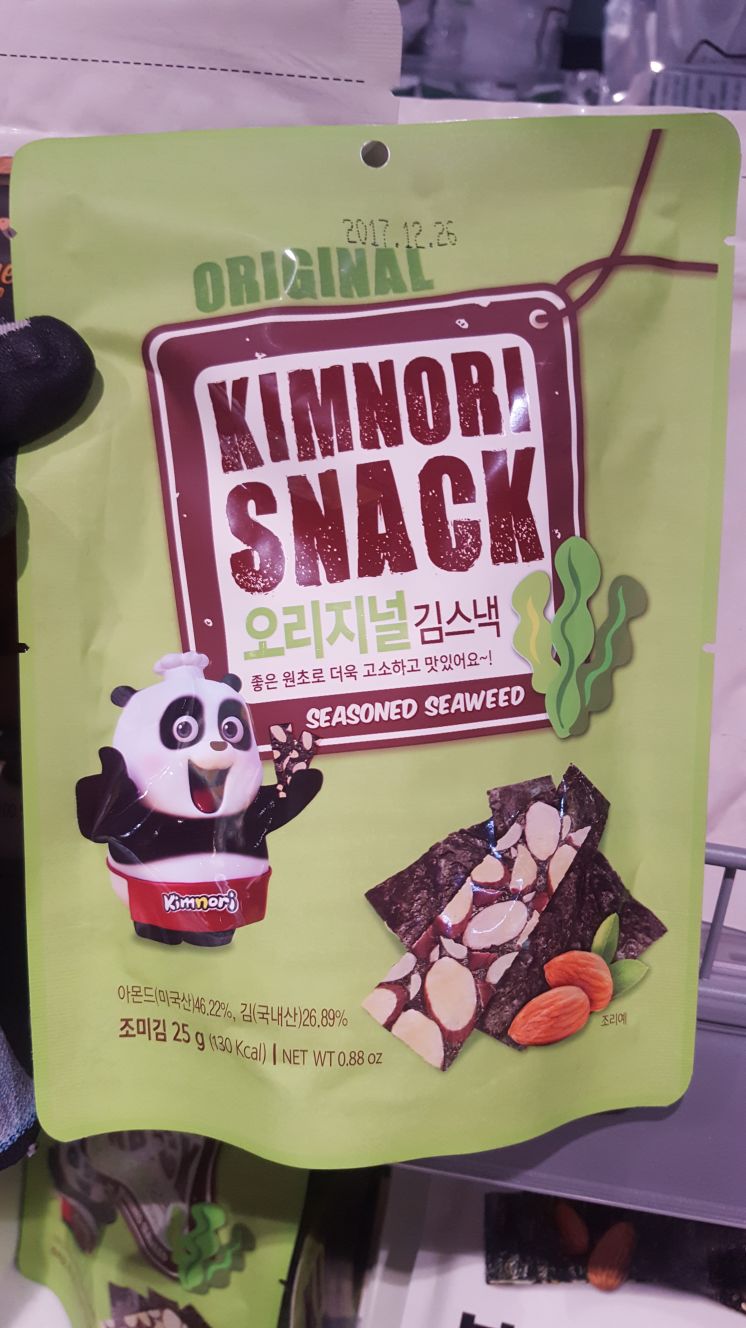 2017.12.26
ORIGINAL
KIMNORI
SNACK
오리지널 김스낵
좋은 원초로 더욱 고소하고 맛있어요~!
SEASONED SEAWEED
Kimnori
아몬드(미국산)46.22%, 김(국내산)26.89%
조미김 25 g (130 Kcal) | NET WT 0.88 oz
조리예